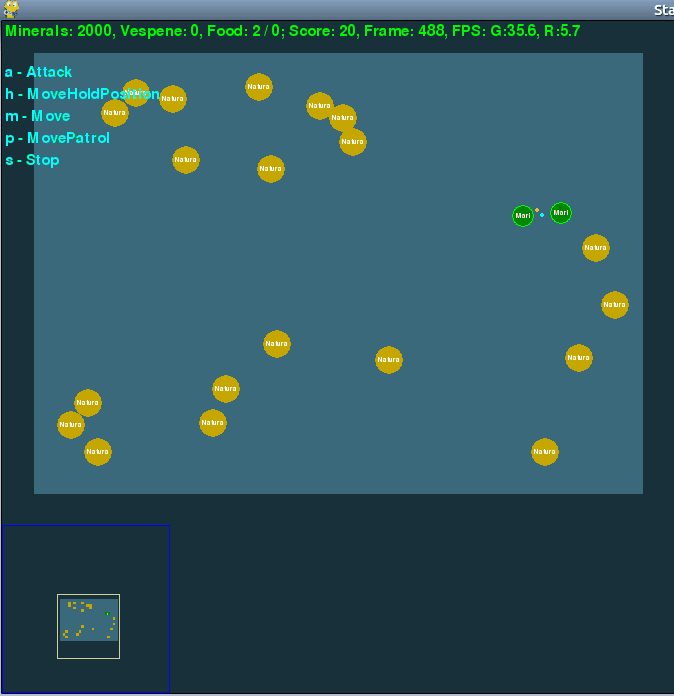 Sta
Minerals: 2000, Vespene: 0, Food: 2 / 0; Score: 20, Frame: 488, FPS: G:35.6, R:5.7
a - Attack
h - MoveHoldPosition
m - Move
p - MovePatrol
s - Stop
Natura
Natura
Natura
Natura
Natura
Natura
Natura
Natura
Natura
Mari
Mari
Natura
Natura
Natura
Natura
Natura
Natura
Natura
Natura
Natura
Natura
Natura